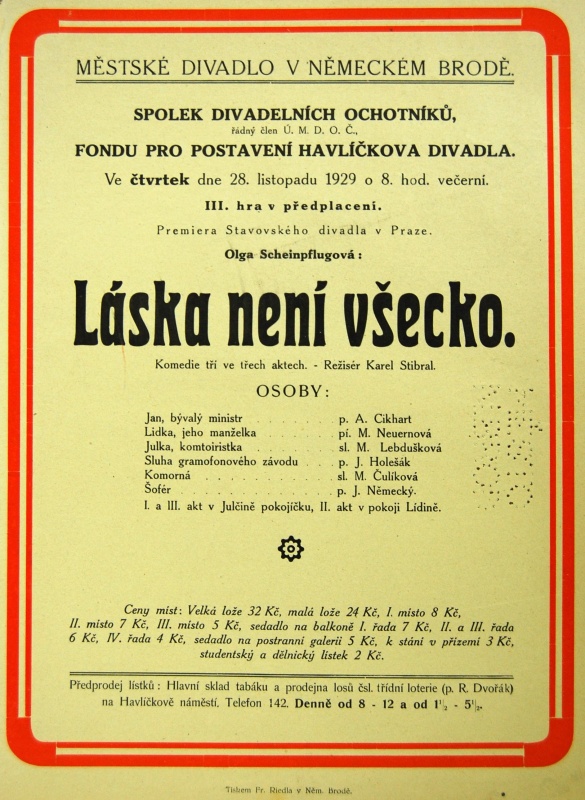 MĚSTSKÉ DIVADLO V NĚMECKÉM BRODĚ.
SPOLEK DIVADELNÍCH OCHOTNÍKŮ,
řádný člen Ú. M. D. O. Č.,
FONDU PRO POSTAVENÍ HAVLÍČKOVA DIVADLA.
Ve čtvrtek dne 28. listopadu 1929 o 8. hod. večerní.
III. hra v předplacení.
Premiera Stavovského divadla v Praze.
Olga Scheinpflugová:
Láska není všecko.
Komedie tří ve třech aktech. - Režisér Karel Stibral.
OSOBY:
Jan, bývalý ministr . . . . . . p. A. Cikhart
Lidka, jeho manželka . . . . . pí. M. Neuernová
Julka, komtoiristka . . . . . . sl. M. Lebdušková
Sluha gramofonového závodu . . . p. J. Holešák
Komorná . . . . . . . . . sl. M. Čulíková
Šofér . . . . . . . . . . p. J. Německý.
I. a III. akt v Julčině pokojíčku, II. akt v pokoji Lídině.
Ceny míst: Velká lože 32 Kč, malá lože 24 Kč, I. místo 8 Kč,
II. místo 7 Kč, III. místo 5 Kč, sedadlo na balkoně I. řada 7 Kč, II. a III. řada
6 Kč, IV. řada 4 Kč, sedadlo na postranní galerii 5 Kč, k stání v přízemí 3 Kč,
studentský a dělnický lístek 2 Kč.
Předprodej lístků: Hlavní sklad tabáku a prodejna losů čsl. třídní loterie (p. R. Dvořák)
na Havlíčkově náměstí. Telefon 142. Denně od 8 - 12 a od 1½ - 5½.
Tiskem Fr. Riedla v Něm. Brodě.